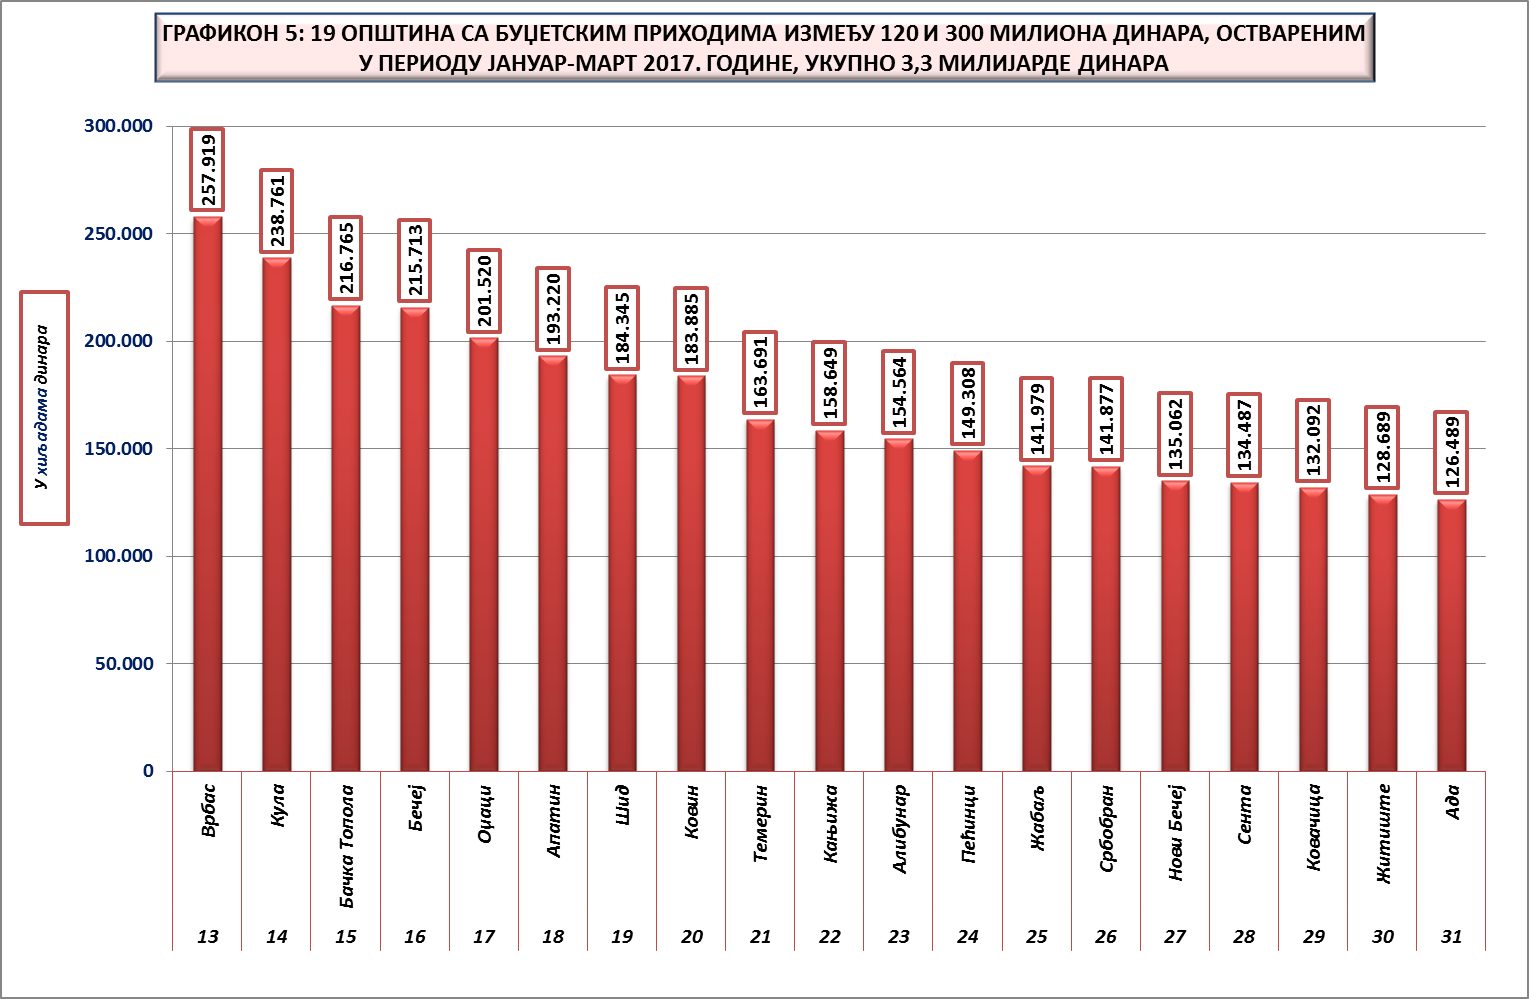 ГРАФИКОН 5: 19 ОПШТИНА СА БУЏЕТСКИМ ПРИХОДИМА ИЗМЕЂУ 120 И 300 МИЛИОНА ДИНАРА, ОСТВАРЕНИМ
У ПЕРИОДУ ЈАНУАР-МАРТ 2017. ГОДИНЕ, УКУПНО 3,3 МИЛИЈАРДЕ ДИНАРА
У хиљадама динара
300.000
250.000
200.000
150.000
100.000
50.000
0
257.919
238.761
216.765
215.713
201.520
193.220
184.345
183.885
163.691
158.649
154.564
149.308
141.979
141.877
135.062
134.487
132.092
128.689
126.489
Врбас
Кула
Бачка Топола
Бечеј
Оџаци
Апатин
Шид
Ковин
Темерин
Кањижа
Алибунар
Пећинци
Жабаљ
Србобран
Нови Бечеј
Сента
Ковачица
Житиште
Ада
13
14
15
16
17
18
19
20
21
22
23
24
25
26
27
28
29
30
31